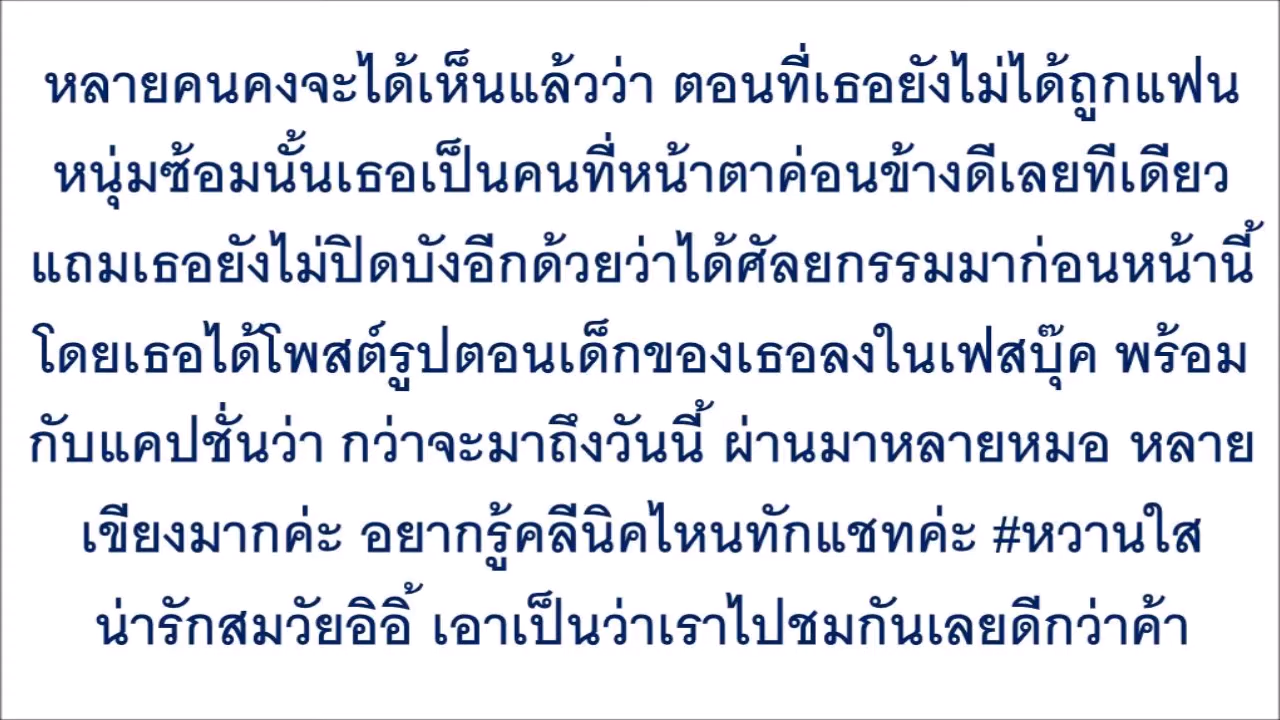 หลายคนคงจะได้เห็นแล้วว่า ตอนที่เธอยังไม่ได้ถูกแฟน
หนุ่มซ้อมนั้นเธอเป็นคนที่หน้าตาค่อนข้างดีเลยทีเดียว
แถมเธอยังไม่ปิดบังอีกด้วยว่าได้ศัลยกรรมมาก่อนหน้านี้
โดยเธอได้โพสต์รูปตอนเด็กของเธอลงในเฟสบุ๊ค พร้อม
กับแคปชั่นว่า กว่าจะมาถึงวันนี้ ผ่านมาหลายหมอ หลาย
เขียงมากค่ะ อยากรู้คลีนิคไหนทักแชทค่ะ #หวานใส
น่ารักสมวัยอิอิ้ เอาเป็นว่าเราไปชมกันเลยดีกว่าค้า